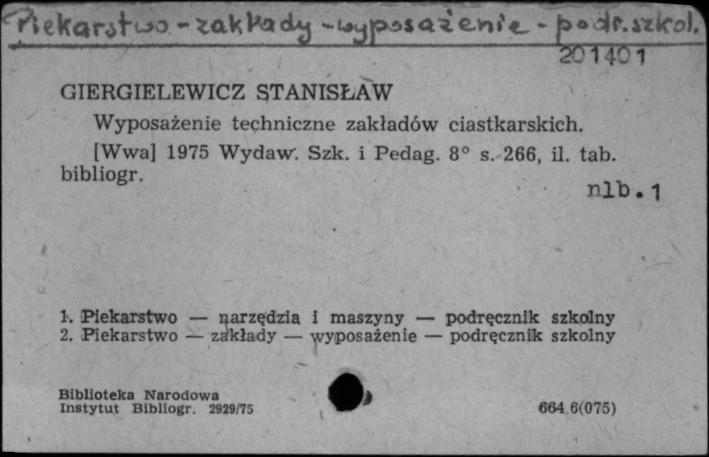 Piekarstwo - zakłady - wyposażenie - podr. szkol.
201401
GIERGIELEWICZ STANISŁAW
Wyposażenie techniczne zakładów ciastkarskich.
[Wwa] 1975 Wydaw. Szk. i Pedag. 8° s. 266, il. tab.
bibliogr.
nlb. 1
1. Piekarstwo — narzędzia i maszyny — podręcznik szkolny
2. Piekarstwo — zakłady — wyposażenie — podręcznik szkolny
Biblioteka Narodowa
Instytut Bibliogr. 2929/75 664.6(075)